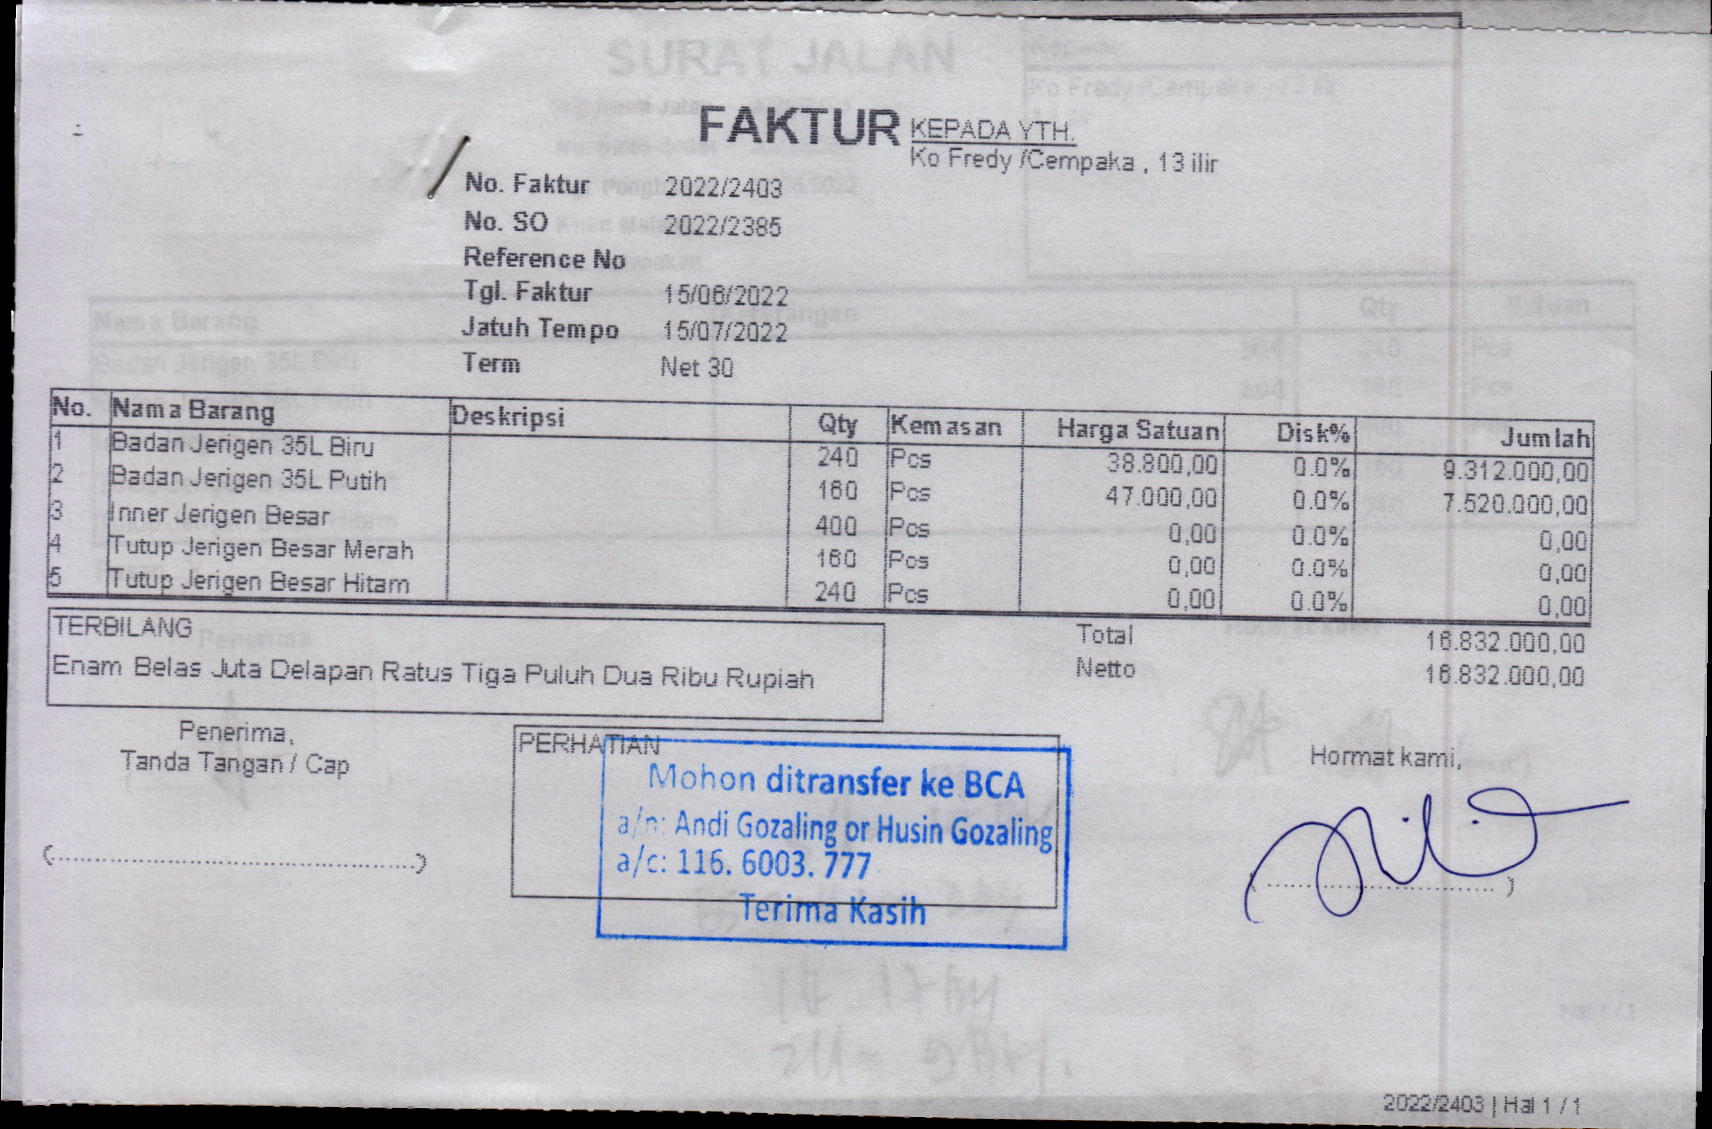 FAKTUR
KEPADA YTH.
Ko Fredy /Cempaka , 13 ilir
No. Faktur 2022/2403
No. SO 2022/2385
Reference No
Tgl. Faktur 15/06/2022
Jatuh Tempo 15/07/2022
Term Net 30
No. Nama Barang Deskripsi Qty Kemasan Harga Satuan Disk% Jumlah
1 Badan Jerigen 35L Biru 240 Pcs 38.800,00 0.0% 9.312.000,00
2 Badan Jerigen 35L Putih 160 Pcs 47.000,00 0.0% 7.520.000,00
3 Inner Jerigen Besar 400 Pcs 0,00 0.0% 0,00
4 Tutup Jerigen Besar Merah 160 Pcs 0,00 0.0% 0,00
5 Tutup Jerigen Besar Hitam 240 Pcs 0,00 0.0% 0,00
TERBILANG
Enam Belas Juta Delapan Ratus Tiga Puluh Dua Ribu Rupiah
Total 16.832.000,00
Netto 16.832.000,00
Penerima,
Tanda Tangan / Cap
(...............................................)
PERHATIAN
Mohon ditransfer ke BCA
a/n: Andi Gozaling or Husin Gozaling
a/c: 116. 6003. 777
Terima Kasih
Hormat kami,
(...............................)
2022/2403 | Hal 1 / 1